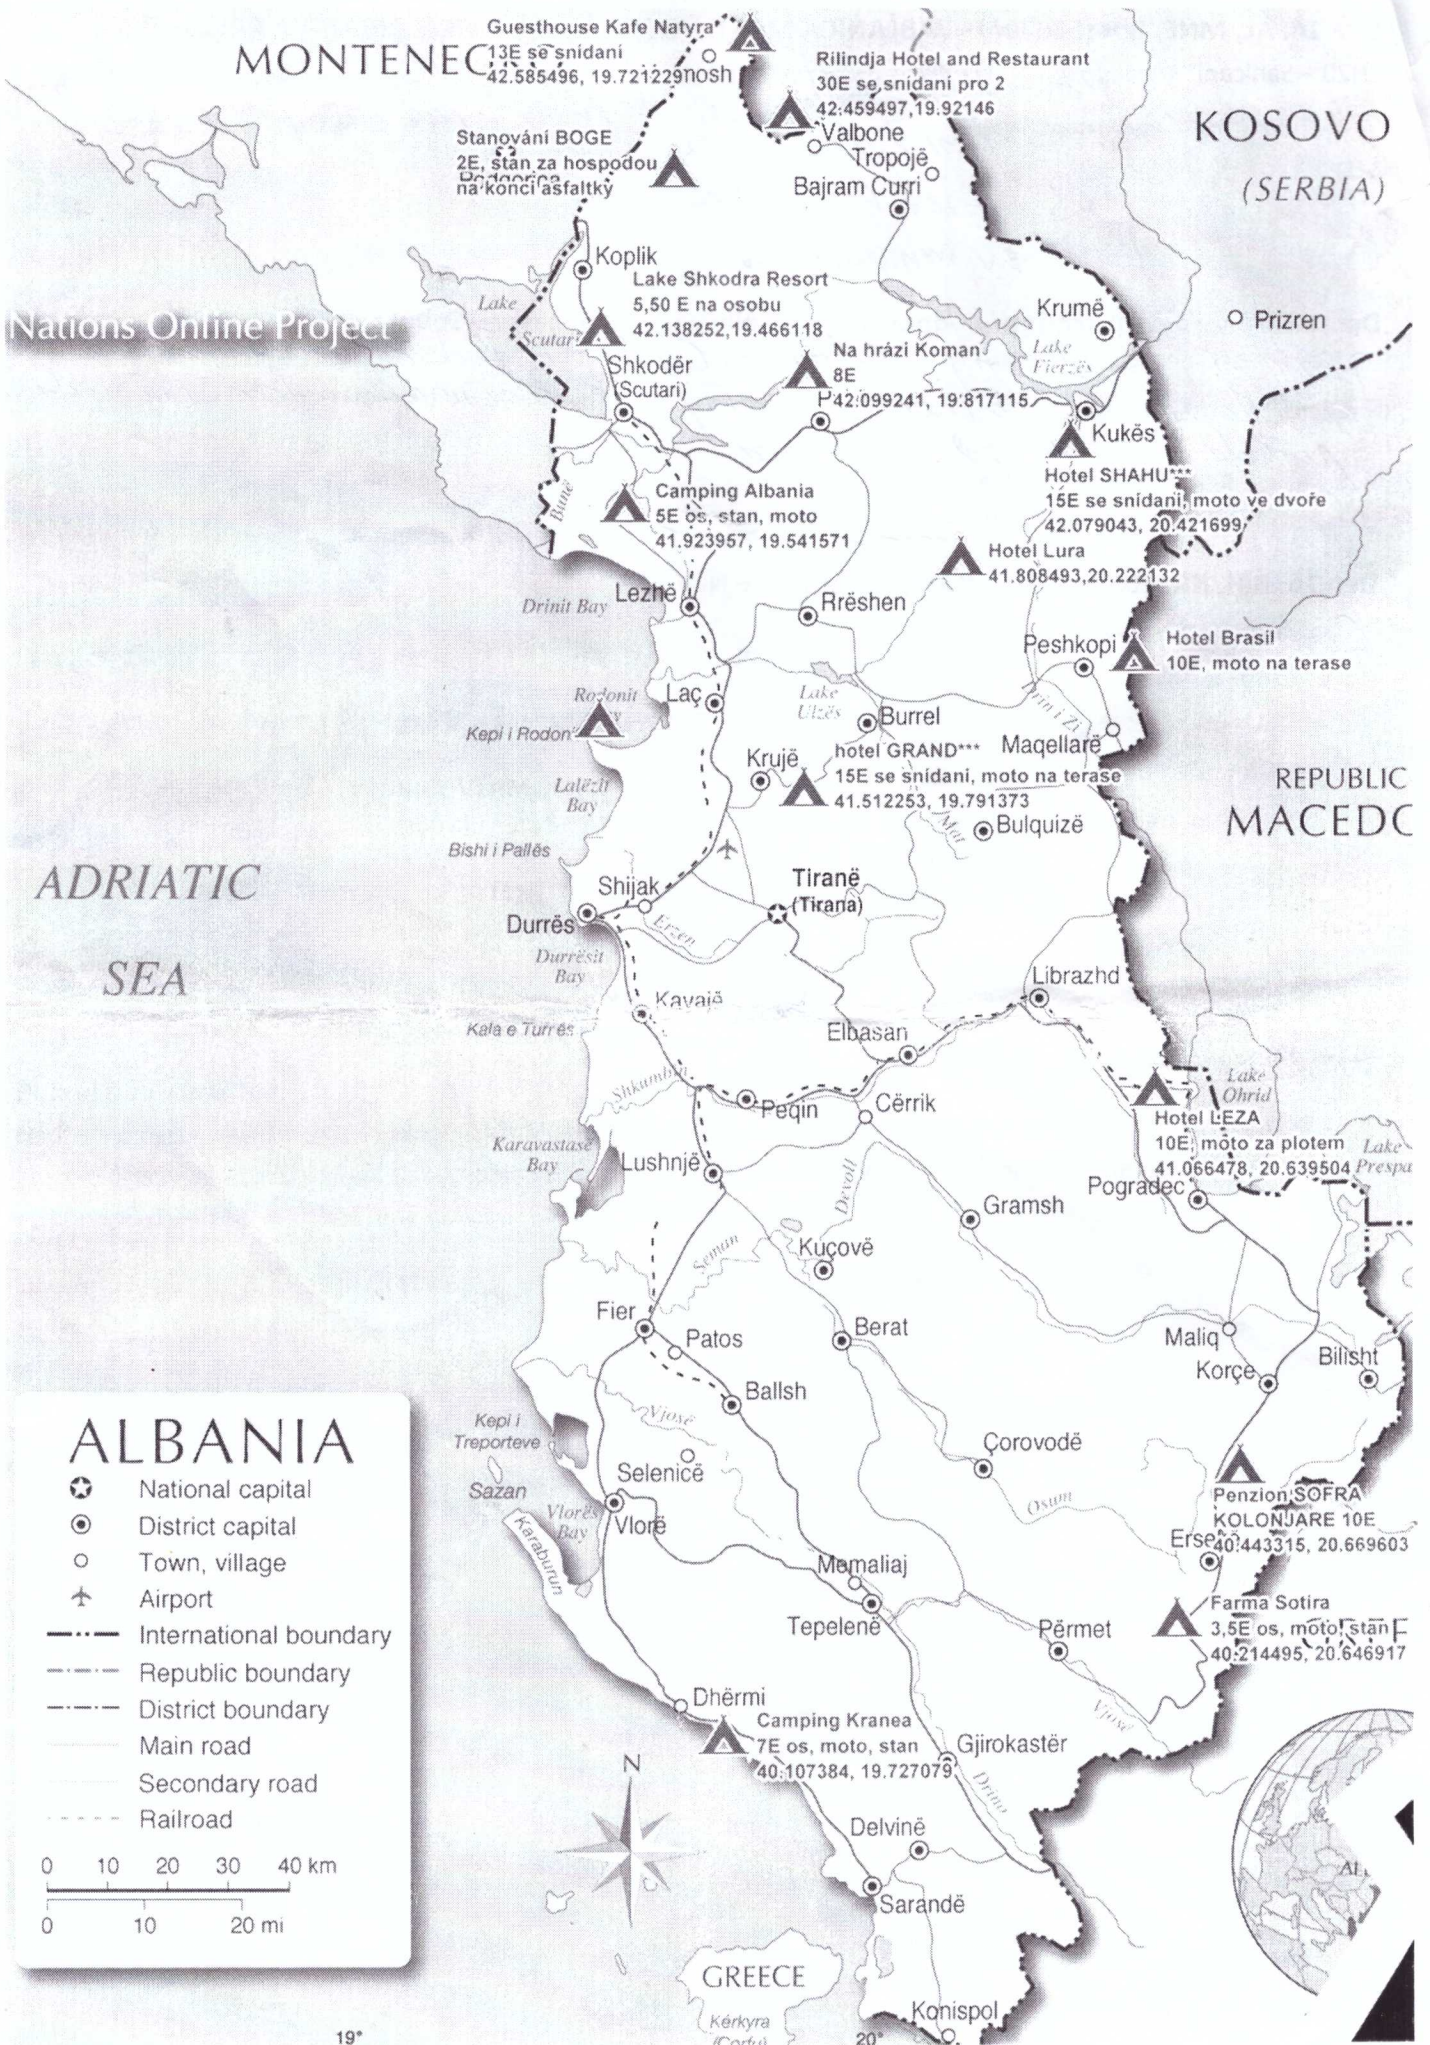 Guesthouse Kafe Natyra
13E se snídani
42.585496, 19.721229
MONTENEG
Rilindja Hotel and Restaurant
30E se snídani pro 2
42.459497,19.92146
Valbone
Tropojë
Bajram Curri
KOSOVO
(SERBIA)
Stanování BOGE
2E, stan za hospodou
na konci asfaltky
Koplik
Lake Shkodra Resort
5,50 E na osobu
42.138252,19.466118
Lake
Scutari
Nations Online Project
Krumë
Prizren
Lake
Fierzës
Na hrázi Koman
8E
42.099241, 19.817115
Shkodër
(Scutari)
Kukës
Hotel SHAHU***
15E se snídani, moto ve dvoře
42.079043, 20.421699
Bunë
Camping Albania
5E os, stan, moto
41.923957, 19.541571
Hotel Lura
41.808493,20.222132
Drinit Bay
Lezhë
Rrëshen
Peshkopi
Hotel Brasil
10E, moto na terase
Rodonit
Kepi i Rodon
Laç
Lake
Ulzës
Burrel
Drin i Zi
Maqellarë
Krujë
hotel GRAND***
15E se snídani, moto na terase
41.512253, 19.791373
Lalëzit
Bay
REPUBLIC
MACEDO
Mat
Bulquizë
Bishi i Pallës
ADRIATIC
SEA
Shijak
Tiranë
(Tirana)
Durrës
Erzen
Durrësit
Bay
Kavajë
Librazhd
Kala e Turrës
Elbasan
Shkumbin
Peqin
Cërrik
Lake
Ohrid
Hotel LEZA
10E, moto za plotem
41.066478, 20.639504
Lake
Prespa
Karavastase
Bay
Lushnjë
Devoll
Pogradec
Gramsh
Seman
Kuçovë
Fier
Patos
Berat
Maliq
Korçe
Bilisht
Ballsh
Kepi i
Treporteve
Vjosë
Selenicë
Çorovodë
Sazan
Vlorës
Bay
Vlorë
Karaburun
Osum
Penzion SOFRA
KOLONJARE 10E
40.443315, 20.669603
Erse
Memaliaj
Tepelenë
Përmet
Farma Sotira
3,5E os, moto, stan
40.214495, 20.646917
Vjosë
Dhërmi
Camping Kranea
7E os, moto, stan
40.107384, 19.727079
Gjirokastër
Drino
N
Delvinë
Sarandë
GREECE
Kérkyra
(Corfu)
Konispol
19°
20°
ALBANIA
National capital
District capital
Town, village
Airport
International boundary
Republic boundary
District boundary
Main road
Secondary road
Railroad
0 10 20 30 40 km
0 10 20 mi